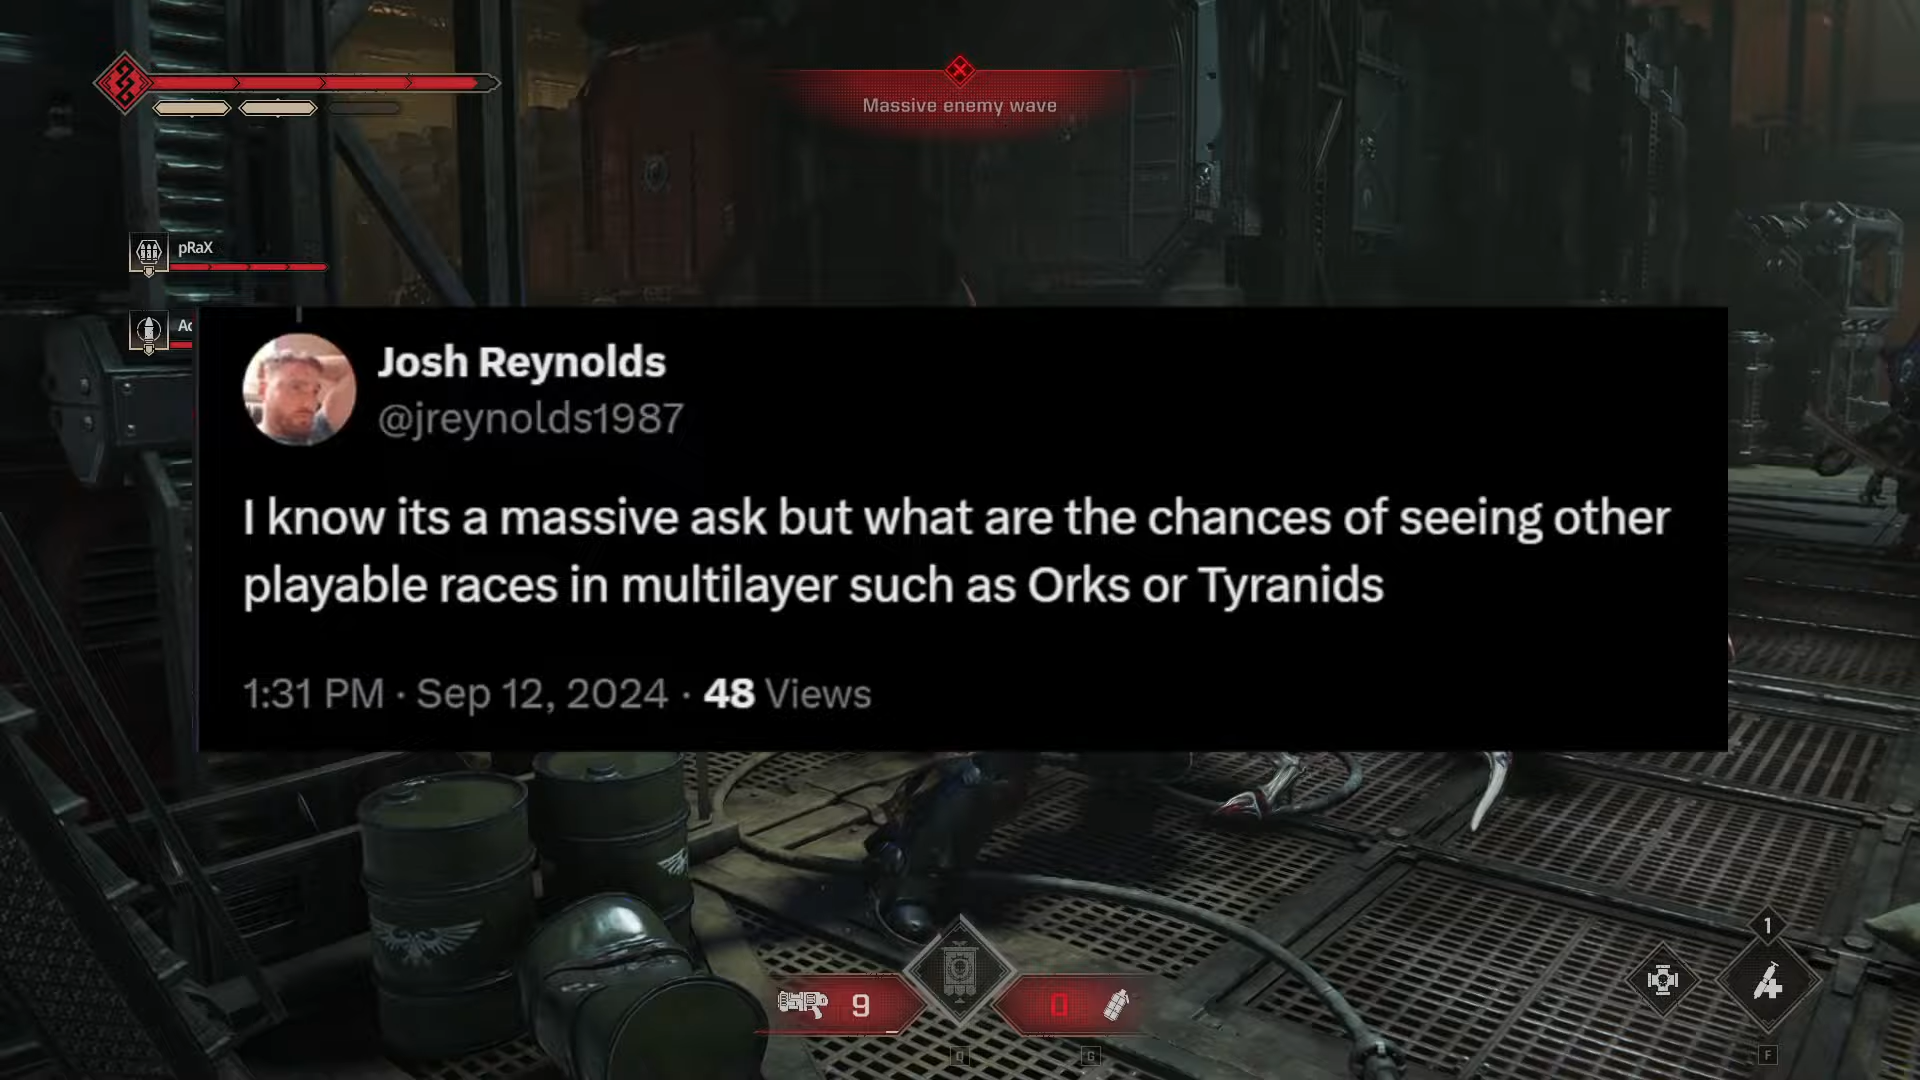 Massive enemy wave
pRaX
Ac
Josh Reynolds
@jreynolds1987
I know its a massive ask but what are the chances of seeing other
playable races in multilayer such as Orks or Tyranids
1:31 PM · Sep 12, 2024 · 48 Views
1
9
0
Q
G
F